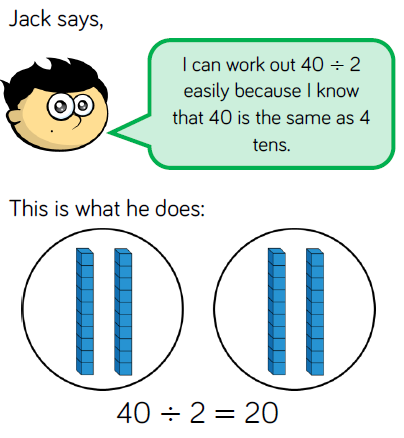 Jack says,
I can work out 40 ÷ 2
easily because I know
that 40 is the same as 4
tens.
This is what he does:
40 ÷ 2 = 20